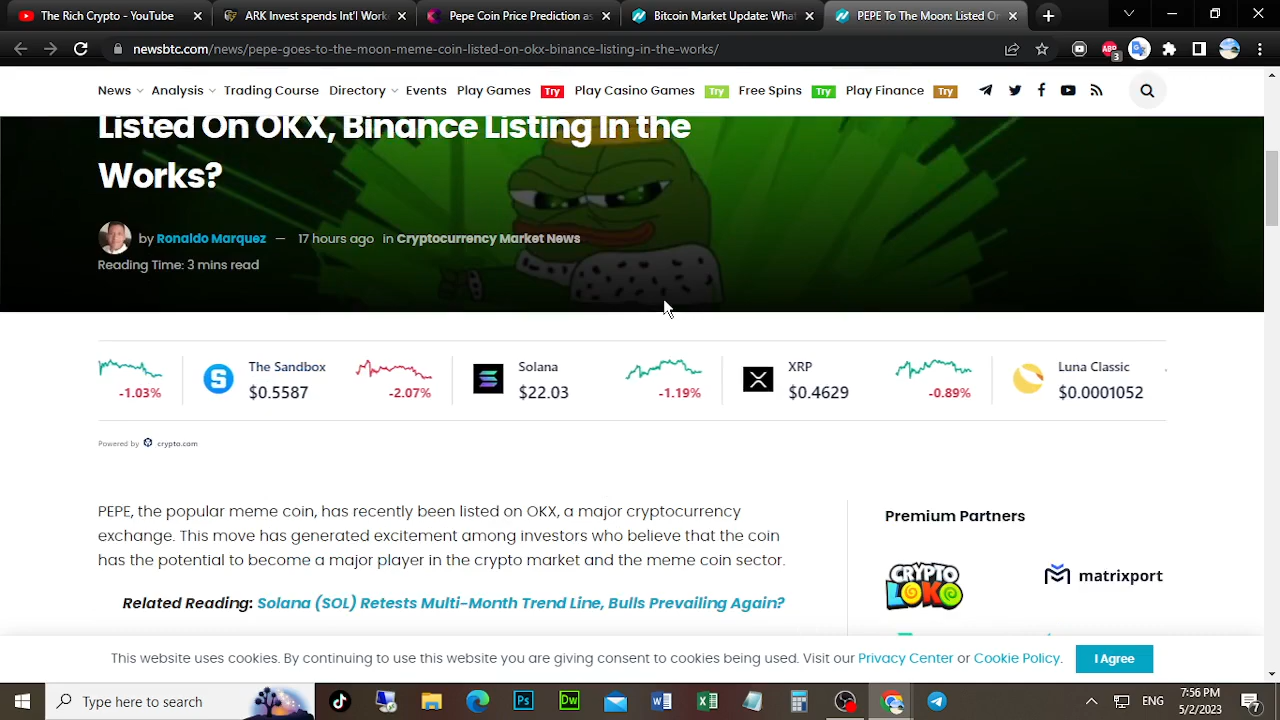 The Rich Crypto - YouTube
ARK Invest spends Int'l Work
Pepe Coin Price Prediction as
Bitcoin Market Update: What
PEPE To The Moon: Listed O
newsbtc.com/news/pepe-goes-to-the-moon-meme-coin-listed-on-okx-binance-listing-in-the-works/
ABP
3
News Analysis Trading Course Directory Events Play Games Try Play Casino Games Try Free Spins Try Play Finance Try
Listed On OKX, Binance Listing In the
Works?
by Ronaldo Marquez — 17 hours ago in Cryptocurrency Market News
Reading Time: 3 mins read
-1.03%
The Sandbox
$0.5587
-2.07%
Solana
$22.03
-1.19%
XRP
$0.4629
-0.89%
Luna Classic
$0.0001052
Powered by crypto.com
PEPE, the popular meme coin, has recently been listed on OKX, a major cryptocurrency
exchange. This move has generated excitement among investors who believe that the coin
has the potential to become a major player in the crypto market and the meme coin sector.
Related Reading: Solana (SOL) Retests Multi-Month Trend Line, Bulls Prevailing Again?
Premium Partners
CRYPTO
LOKO
matrixport
This website uses cookies. By continuing to use this website you are giving consent to cookies being used. Visit our Privacy Center or Cookie Policy.
I Agree
Type here to search
Ps
Dw
ENG
7:56 PM
5/2/2023
7